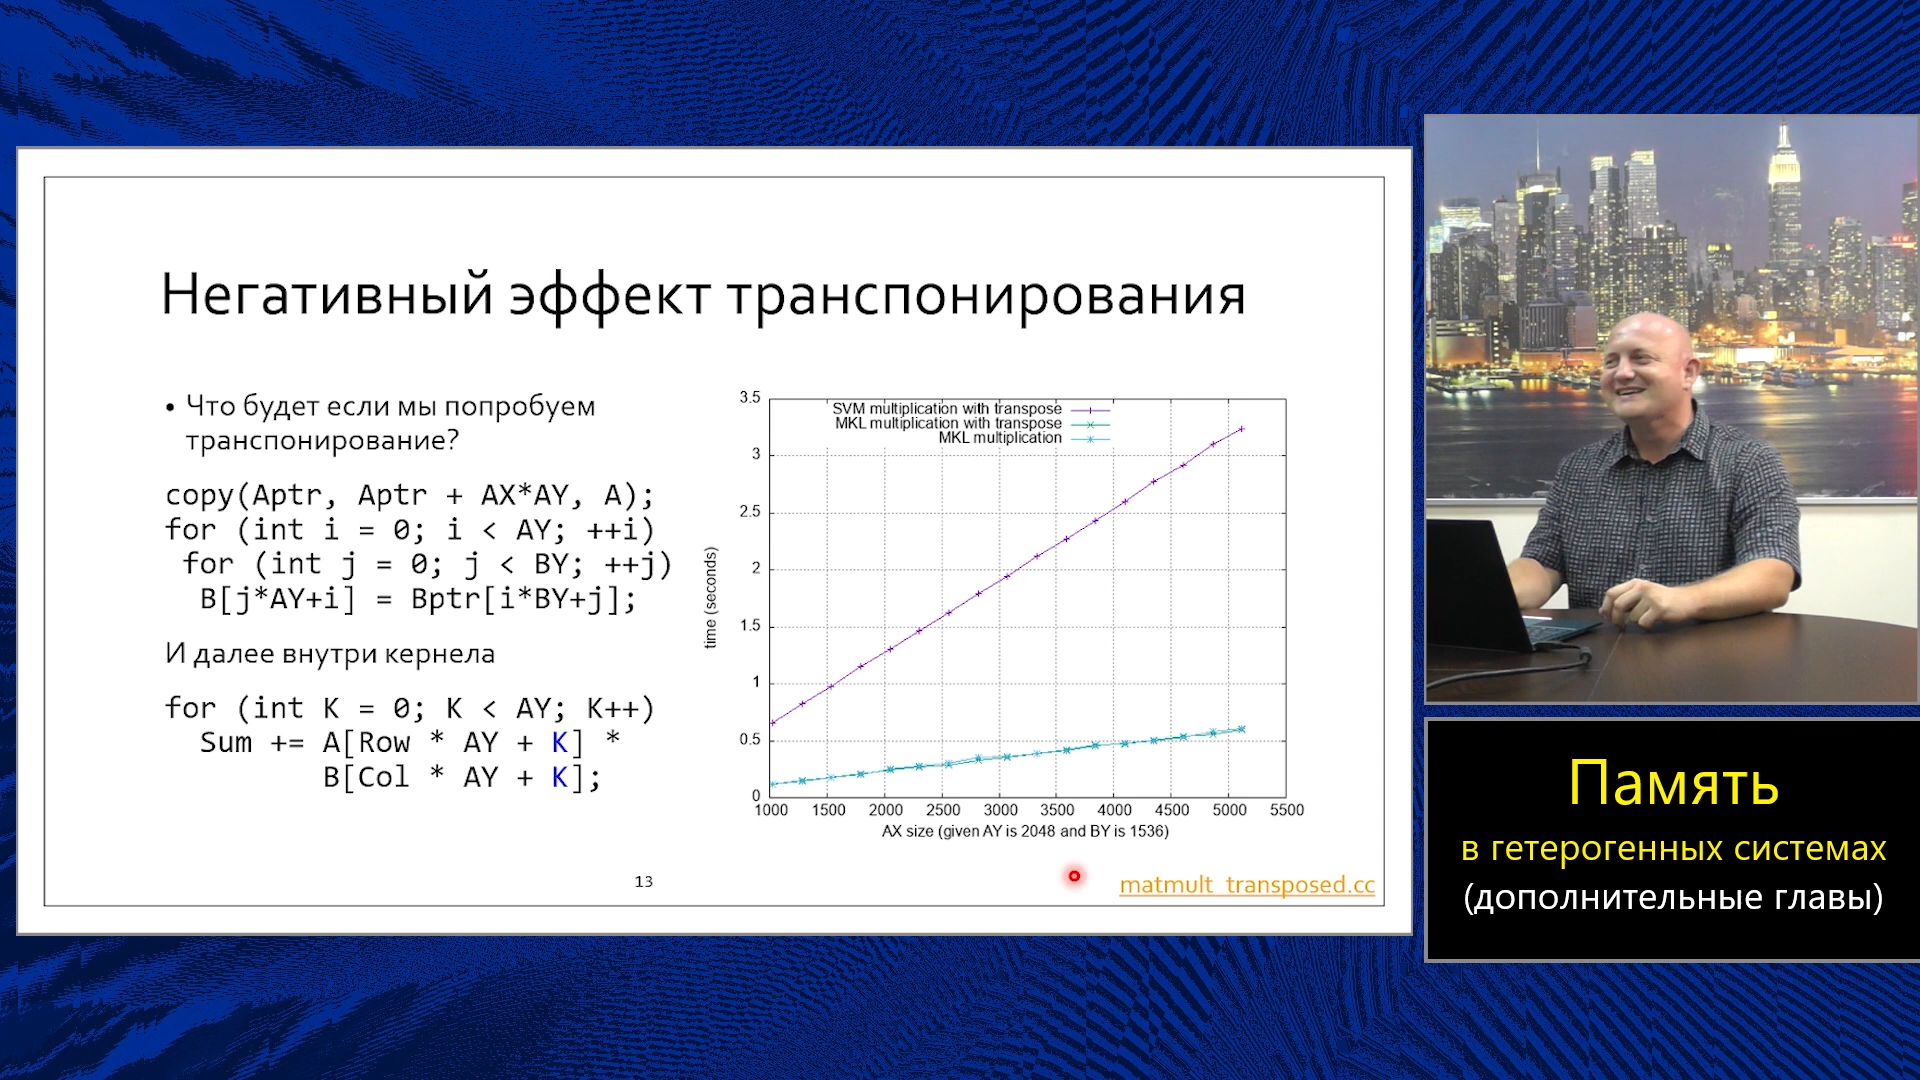 Негативный эффект транспонирования
• Что будет если мы попробуем
транспонирование?
copy(Aptr, Aptr + AX*AY, A);
for (int i = 0; i < AY; ++i)
for (int j = 0; j < BY; ++j)
B[j*AY+i] = Bptr[i*BY+j];
И далее внутри кернела
for (int K = 0; K < AY; K++)
Sum += A[Row * AY + K] *
B[Col * AY + K];
SVM multiplication with transpose
MKL multiplication with transpose
MKL multiplication
3.5
3
2.5
2
1.5
1
0.5
0
time (seconds)
1000 1500 2000 2500 3000 3500 4000 4500 5000 5500
AX size (given AY is 2048 and BY is 1536)
13
matmult_transposed.cc
Память
в гетерогенных системах
(дополнительные главы)